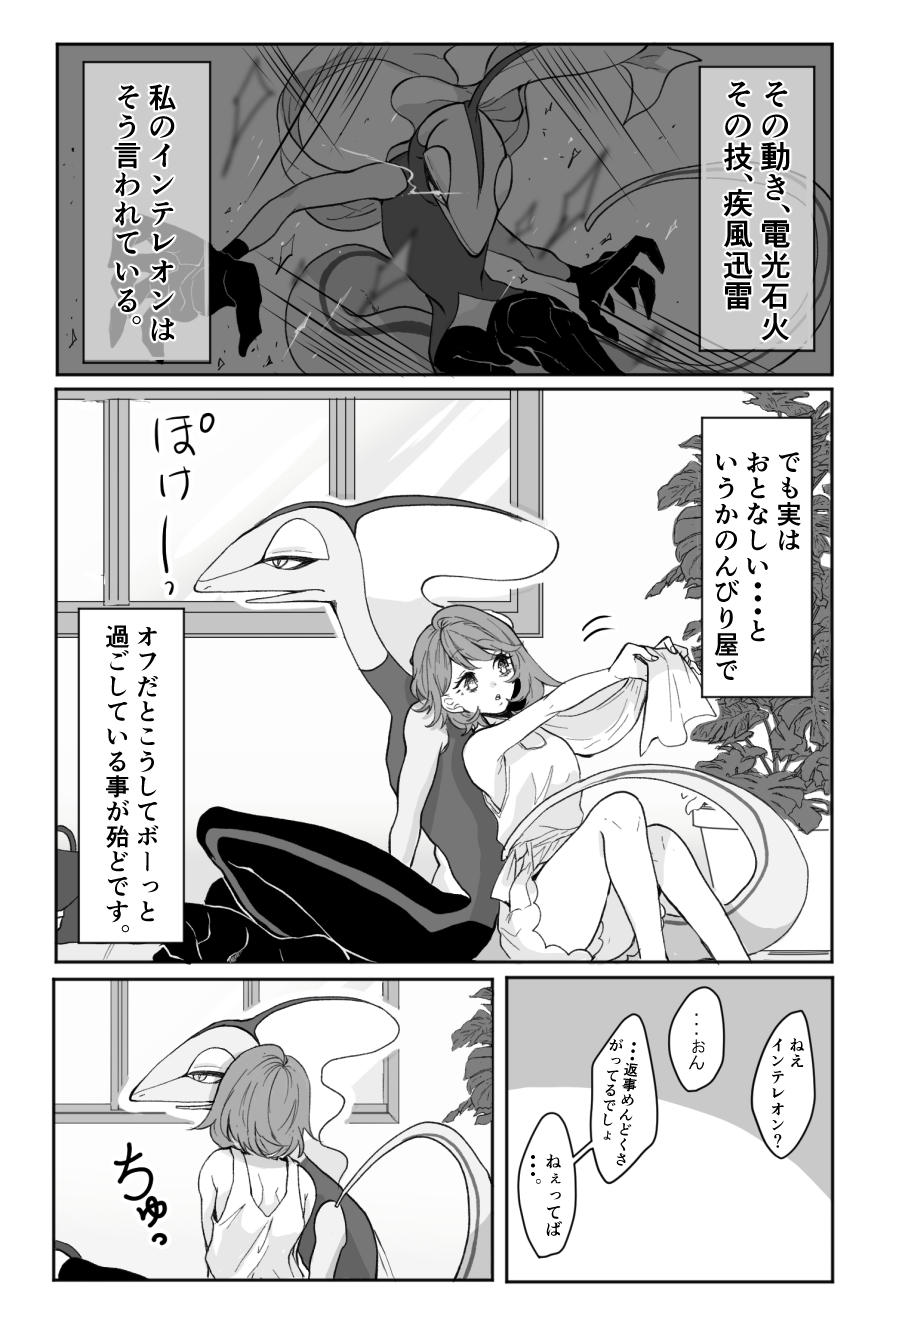 その動き、電光石火
その技、疾風迅雷
私のインテレオンは
そう言われている。
でも実は
おとなしい・・・と
いうかのんびり屋で
ぽけーっ
オフだとこうしてボーっと
過ごしている事が殆どです。
ねえ
インテレオン?
・・・おん
・・・返事めんどくさ
がってるでしょ
ねぇってば
・・・。
ちゅっ